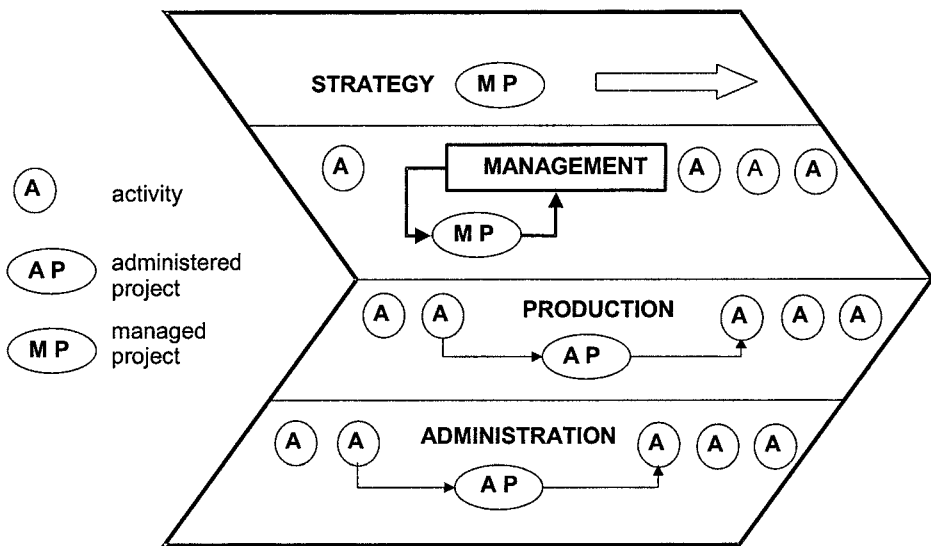 STRATEGY M P
A MANAGEMENT A A A
A activity
M P
A P administered
project
PRODUCTION
A A A A A
M P managed
project
A P
ADMINISTRATION
A A A A A
A P